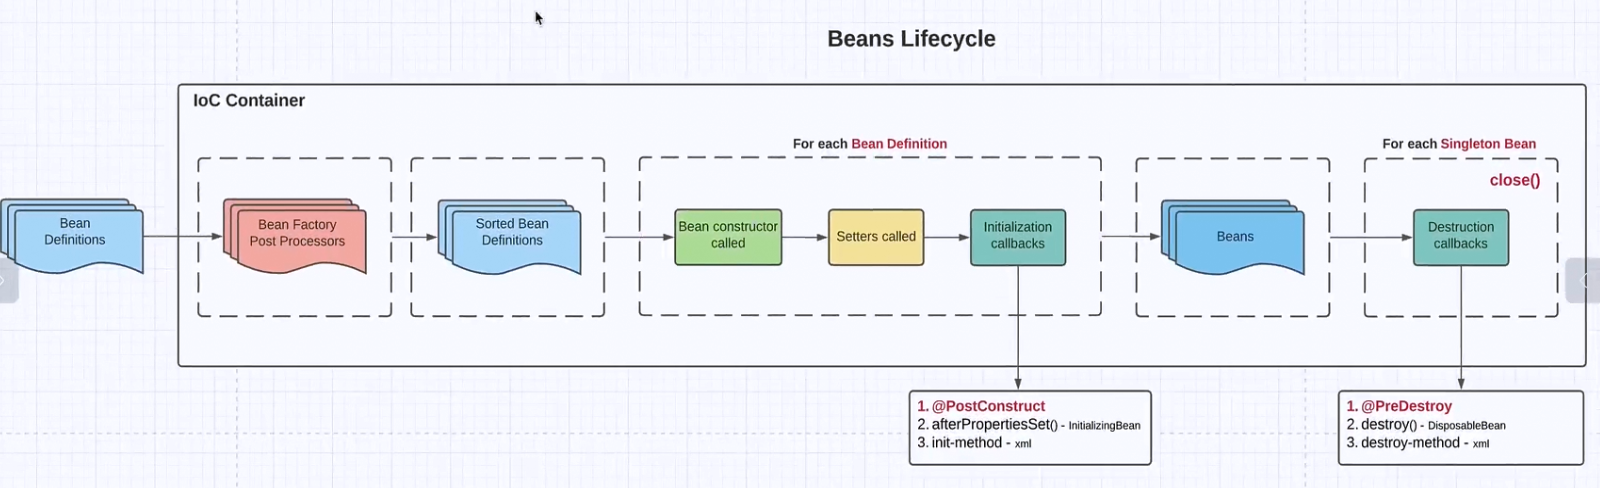 Beans Lifecycle
IoC Container
For each Bean Definition
For each Singleton Bean
close()
Bean
Definitions
Bean Factory
Post Processors
Sorted Bean
Definitions
Bean constructor
called
Setters called
Initialization
callbacks
Beans
Destruction
callbacks
1. @PostConstruct
2. afterPropertiesSet() - InitializingBean
3. init-method - xml
1. @PreDestroy
2. destroy() - DisposableBean
3. destroy-method - xml